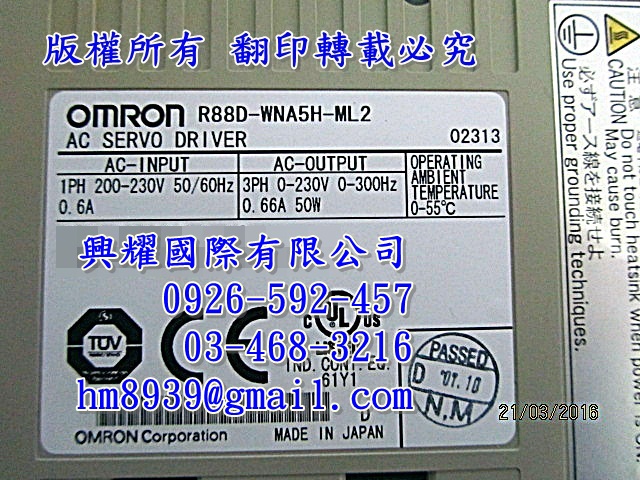 版權所有 翻印轉載必究
OMRON R88D-WNA5H-ML2
AC SERVO DRIVER 02313
AC-INPUT AC-OUTPUT OPERATING
AMBIENT
TEMPERATURE
0-55℃
1PH 200-230V 50/60Hz 3PH 0-230V 0-300Hz
0.6A 0.66A 50W
興耀國際有限公司
0926-592-457
03-468-3216
hm8939@gmail.com
TÜV
CE
C UL US
IND. CONT. EQ.
61Y1
D
OMRON Corporation MADE IN JAPAN
PASSED
D '07.10
N.M
21/03/2016
注意
CAUTION
Do not touch heatsink when power
May cause burn.
必ずアース線を接続せよ
Use proper grounding techniques.